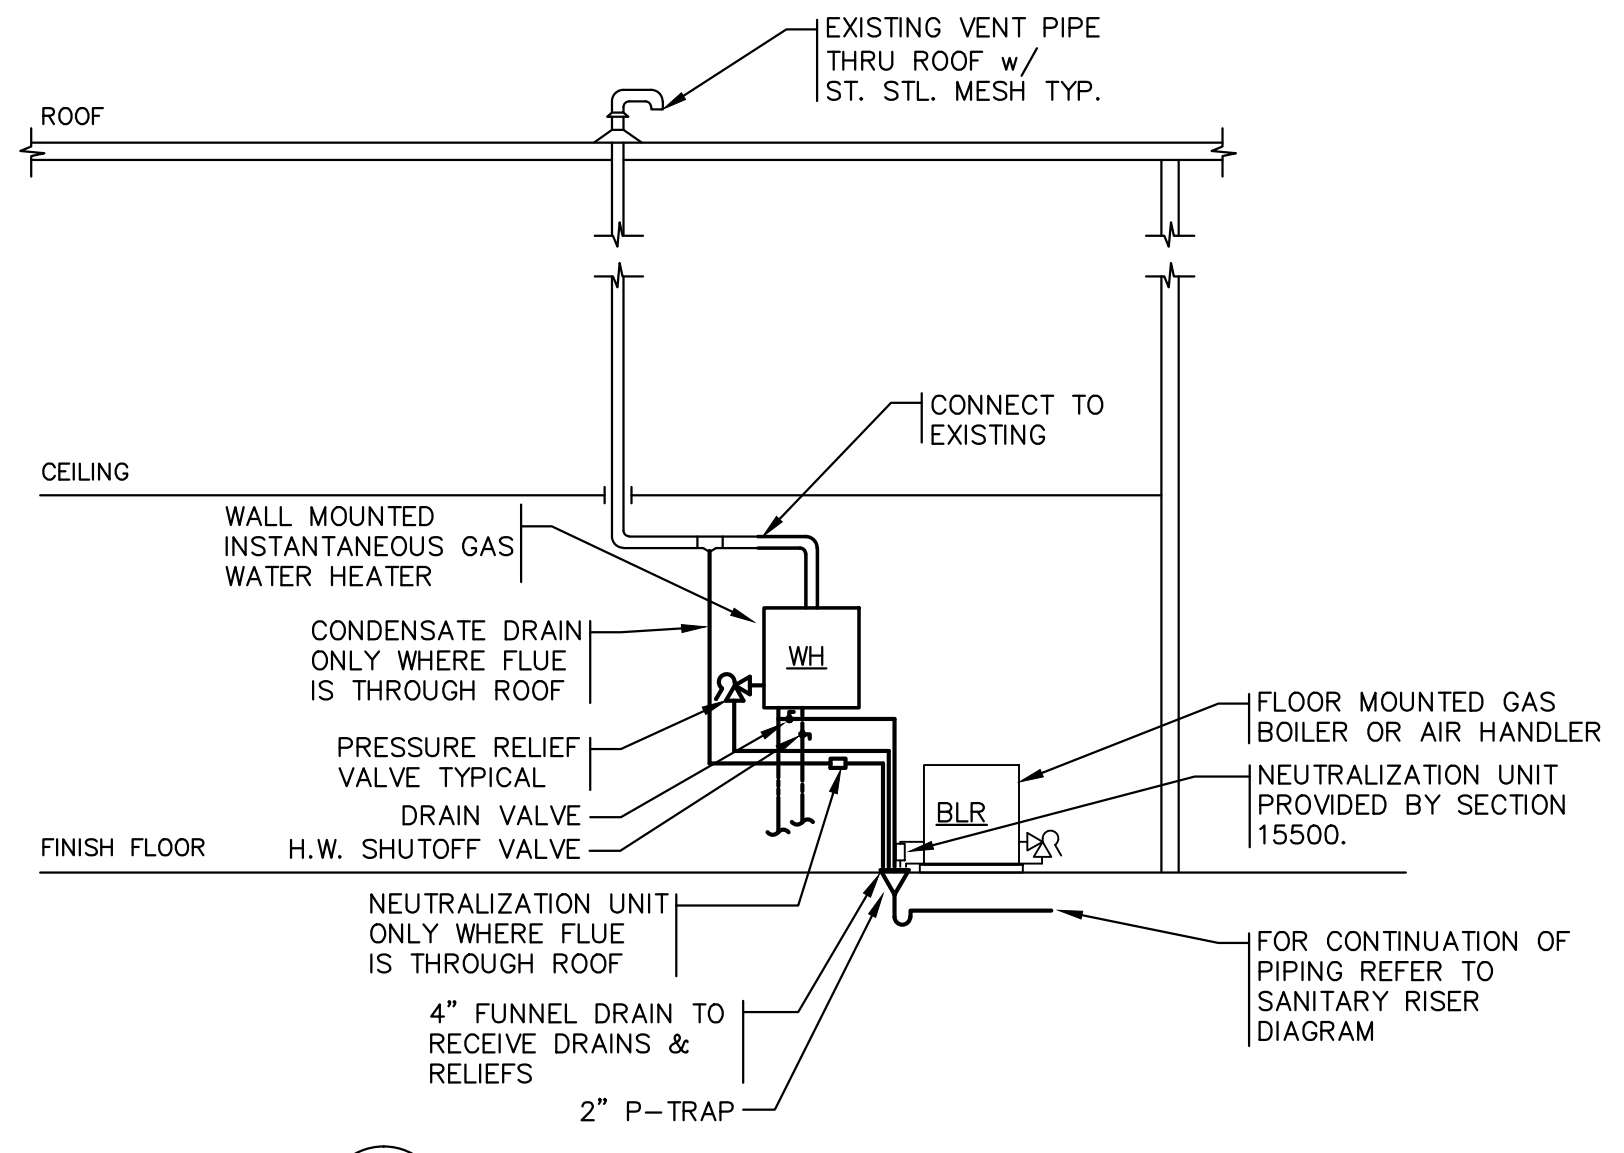 EXISTING VENT PIPE
THRU ROOF w/
ST. STL. MESH TYP.
ROOF
CONNECT TO
EXISTING
CEILING
WALL MOUNTED
INSTANTANEOUS GAS
WATER HEATER
CONDENSATE DRAIN
ONLY WHERE FLUE
IS THROUGH ROOF
WH
PRESSURE RELIEF
VALVE TYPICAL
DRAIN VALVE
H.W. SHUTOFF VALVE
FINISH FLOOR
BLR
FLOOR MOUNTED GAS
BOILER OR AIR HANDLER
NEUTRALIZATION UNIT
PROVIDED BY SECTION
15500.
NEUTRALIZATION UNIT
ONLY WHERE FLUE
IS THROUGH ROOF
4" FUNNEL DRAIN TO
RECEIVE DRAINS &
RELIEFS
2" P-TRAP
FOR CONTINUATION OF
PIPING REFER TO
SANITARY RISER
DIAGRAM